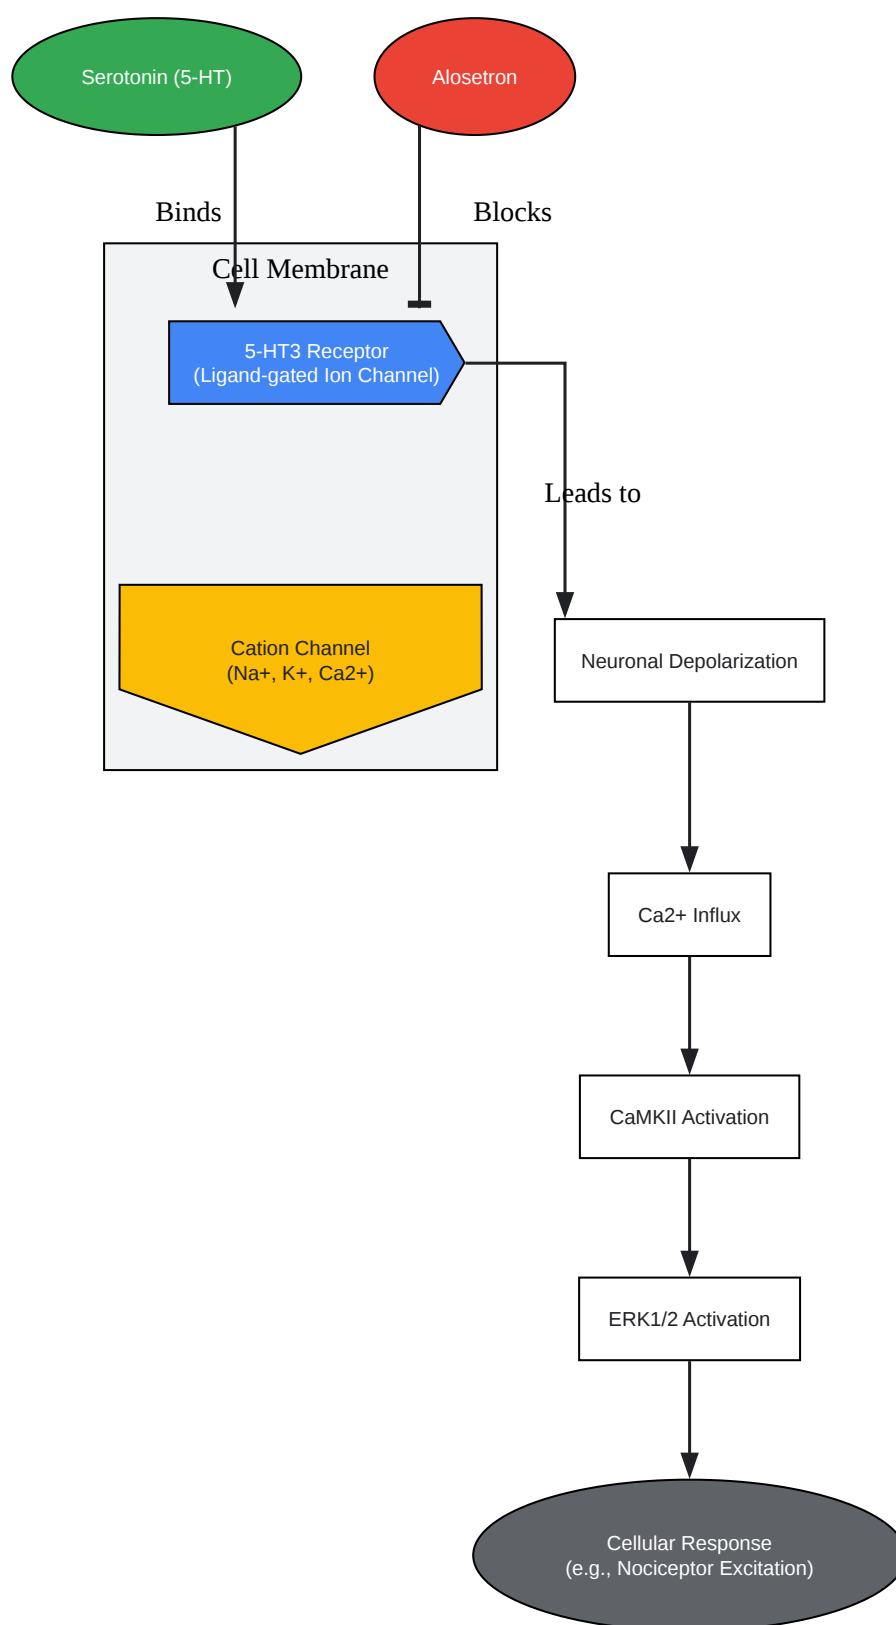 Serotonin (5-HT)
Alosetron
Binds
Blocks
Cell Membrane
5-HT3 Receptor
(Ligand-gated Ion Channel)
Leads to
Cation Channel
(Na+, K+, Ca2+)
Neuronal Depolarization
Ca2+ Influx
CaMKII Activation
ERK1/2 Activation
Cellular Response
(e.g., Nociceptor Excitation)